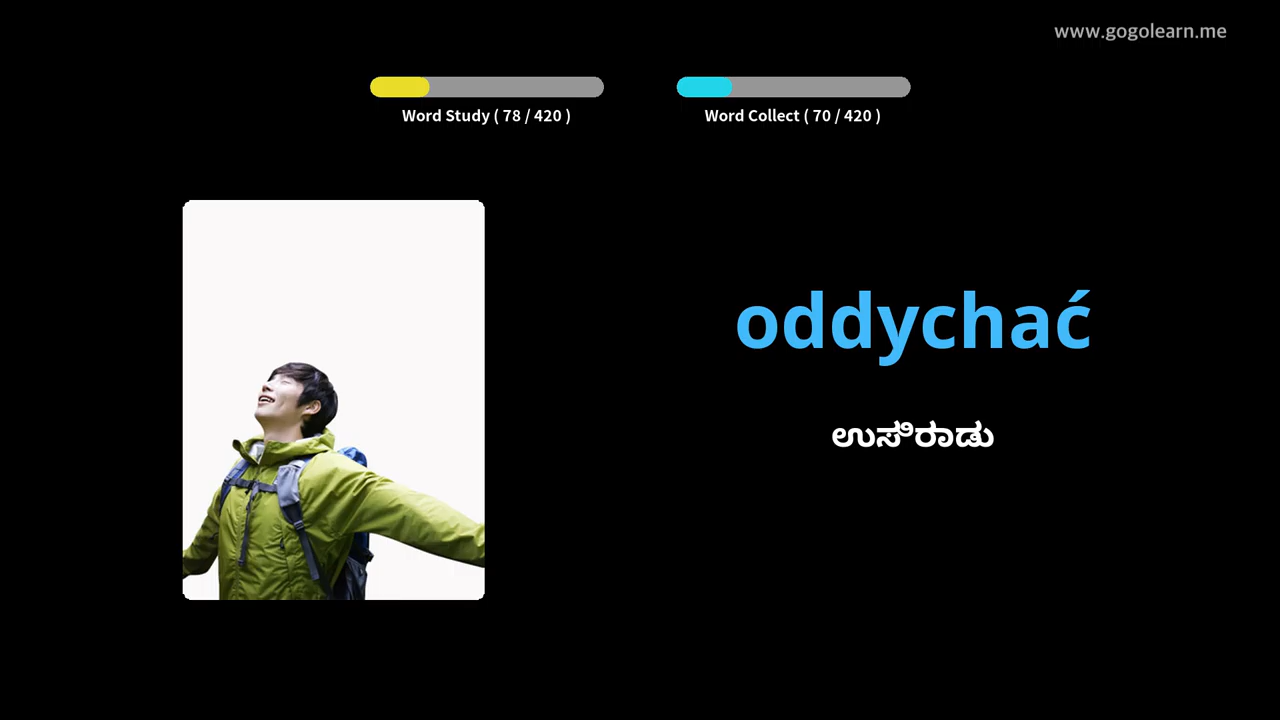 www.gogolearn.me
Word Study ( 78 / 420 )
Word Collect ( 70 / 420 )
oddychać
ಉಸಿರಾಡು